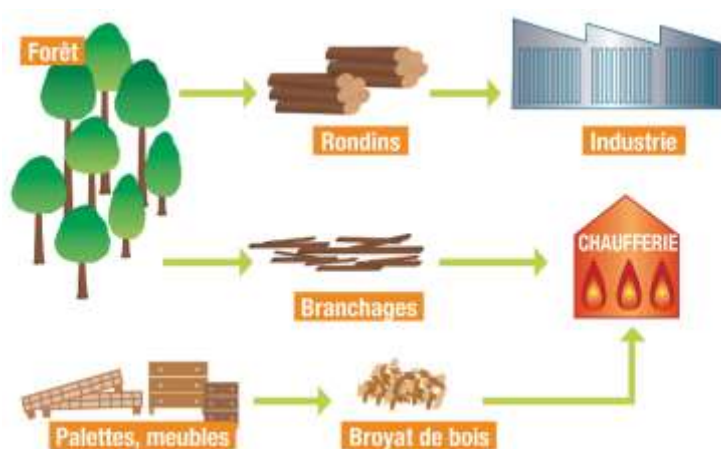 Forêt
Rondins
Industrie
CHAUFFERIE
Branchages
Palettes, meubles
Broyat de bois